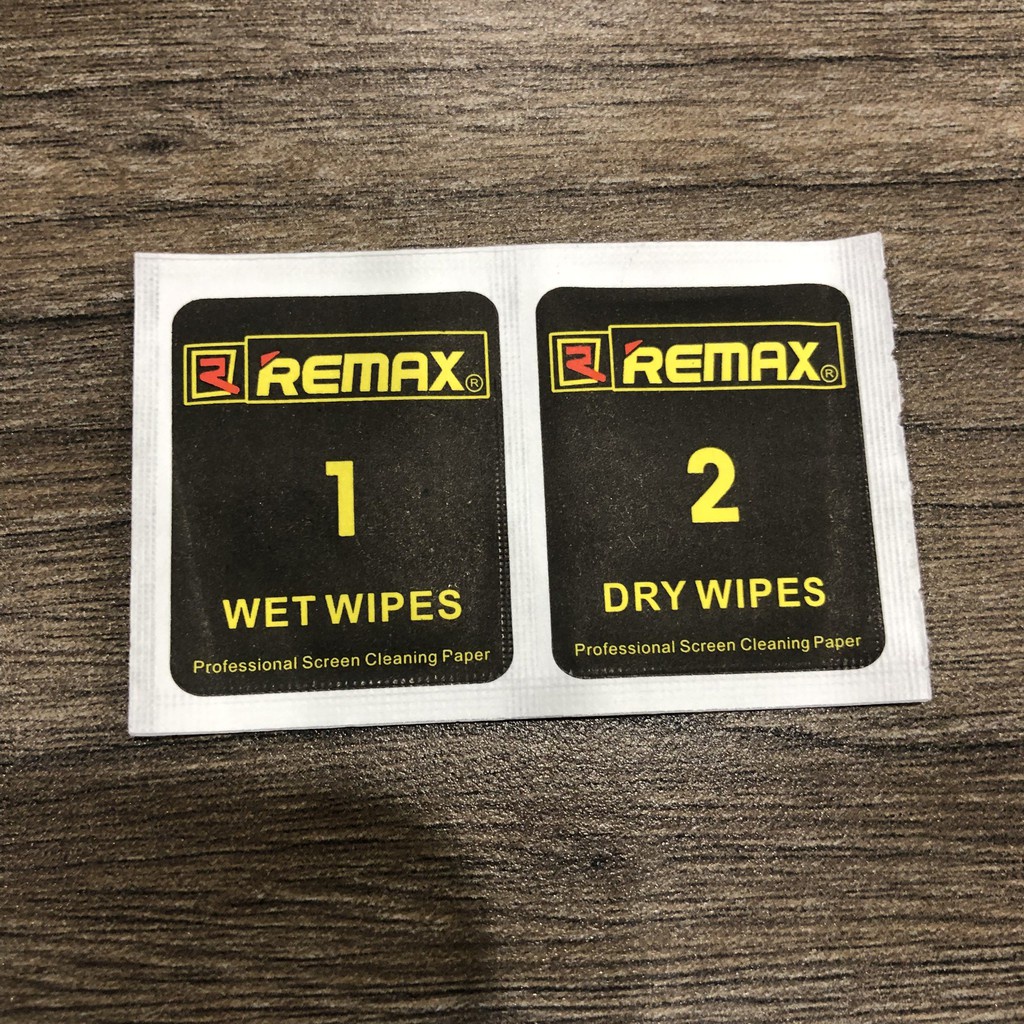 REMAX®
1
WET WIPES
Professional Screen Cleaning Paper
REMAX®
2
DRY WIPES
Professional Screen Cleaning Paper